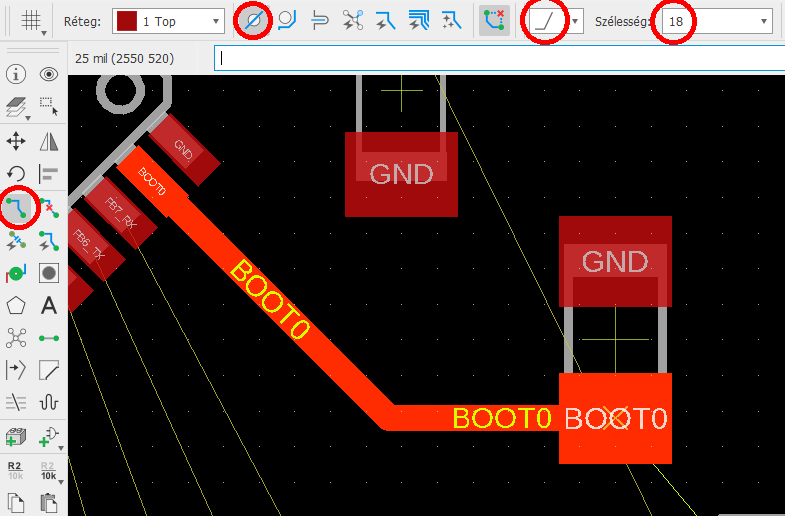 Réteg: 1 Top Szélesség: 18
25 mil (2550 520)
GND
BOOT0
FB7_RX
FB6_TX
GND
BOOT0
GND
BOOT0 BOOT0
R2 R2
10k 10k